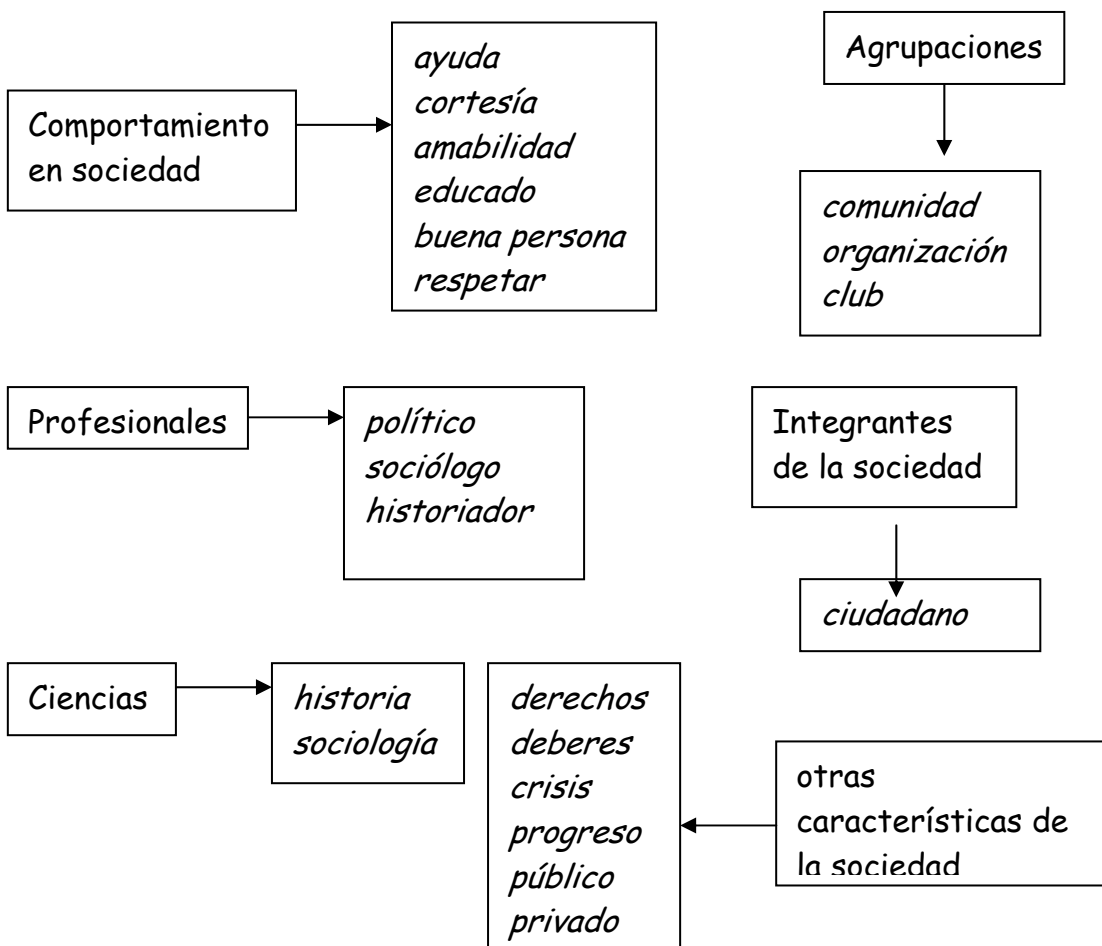 Comportamiento
en sociedad
ayuda
cortesía
amabilidad
educado
buena persona
respetar
Agrupaciones
comunidad
organización
club
Profesionales
político
sociólogo
historiador
Integrantes
de la sociedad
ciudadano
Ciencias
historia
sociología
derechos
deberes
crisis
progreso
público
privado
otras
característísticas de
la sociedad